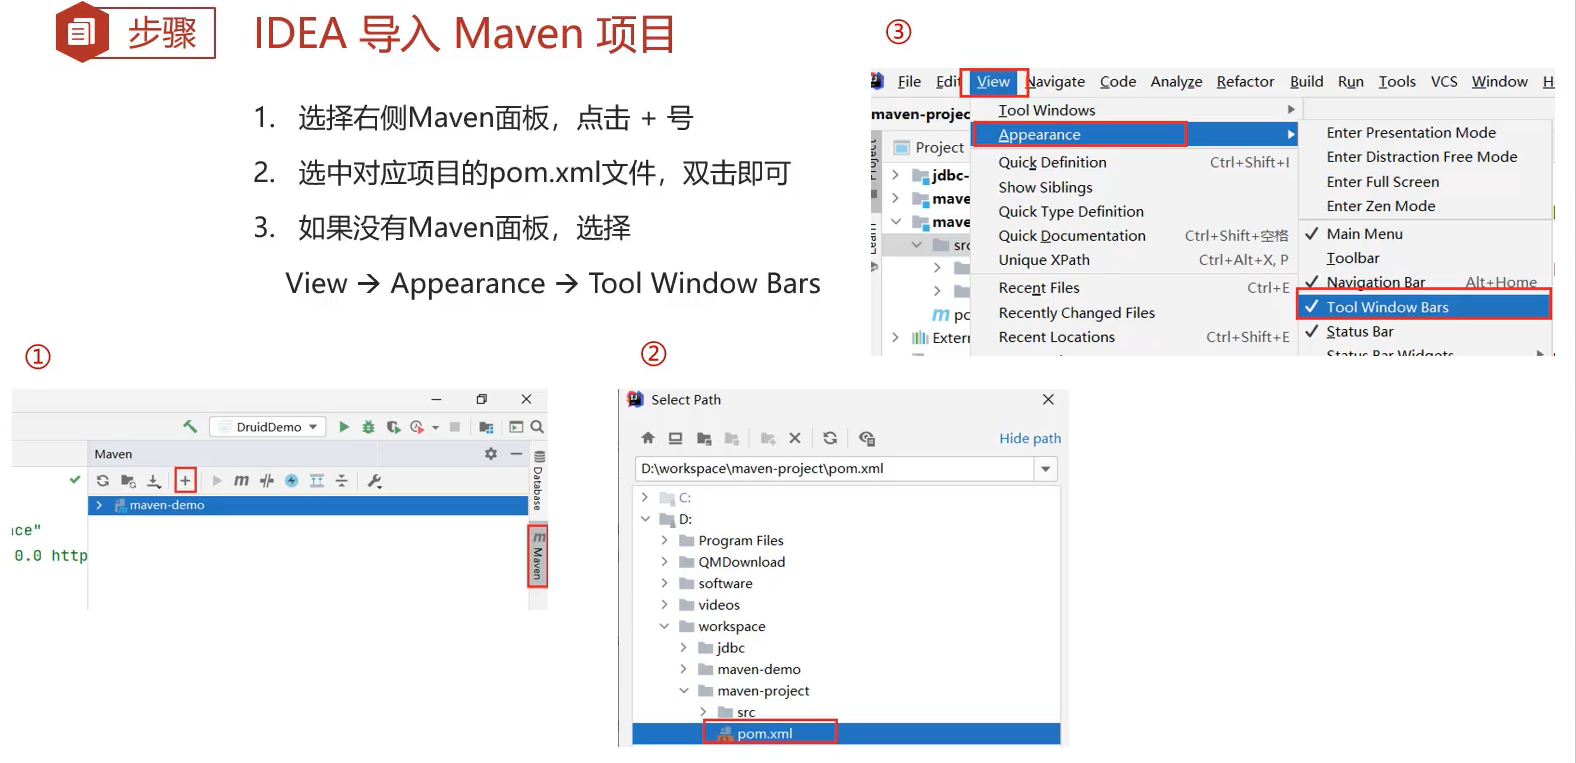 步骤
IDEA 导入 Maven 项目
1. 选择右侧Maven面板，点击 + 号
2. 选中对应项目的pom.xml文件，双击即可
3. 如果没有Maven面板，选择
View → Appearance → Tool Window Bars
③
File Edit View Navigate Code Analyze Refactor Build Run Tools VCS Window H
maven-projec
Project
jdbc-
mave
mave
src
po
Extern
Tool Windows
Appearance
Quick Definition Ctrl+Shift+I
Show Siblings
Quick Type Definition
Quick Documentation Ctrl+Shift+空格
Unique XPath Ctrl+Alt+X, P
Recent Files Ctrl+E
Recently Changed Files
Recent Locations Ctrl+Shift+E
Enter Presentation Mode
Enter Distraction Free Mode
Enter Full Screen
Enter Zen Mode
Main Menu
Toolbar
Navigation Bar Alt+Home
Tool Window Bars
Status Bar
Status Bar Widgets
①
DruidDemo
Maven
maven-demo
ce"
0.0 http
Database
Maven
②
Select Path
Hide path
D:\workspace\maven-project\pom.xml
C:
D:
Program Files
QMDownload
software
videos
workspace
jdbc
maven-demo
maven-project
src
pom.xml